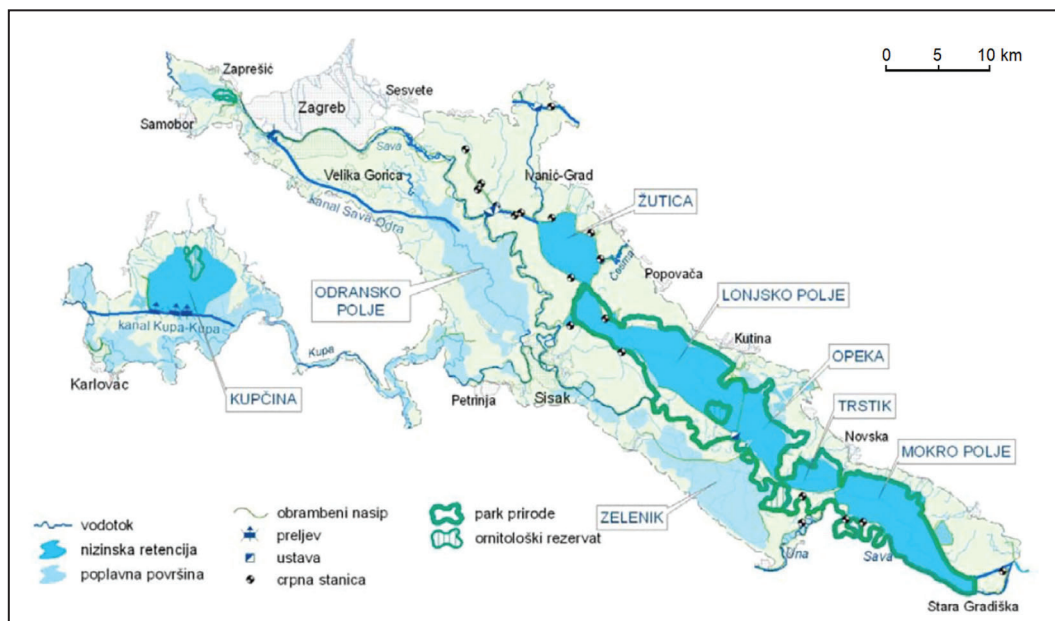 0 5 10 km
Zaprešić
Sesvete
Zagreb
Samobor
Sava
Velika Gorica
Ivanić-Grad
kanal Sava-Odra
ŽUTICA
Česma
Popovača
ODRANSKO
POLJE
LONJSKO POLJE
kanal Kupa-Kupa
Kutina
OPEKA
Kupa
Karlovac
KUPČINA
Petrinja
Sisak
TRSTIK
Novska
MOKRO POLJE
ZELENIK
Una
Sava
Stara Gradiška
vodotok
nizinska retencija
poplavna površina
obrambeni nasip
preljev
ustava
crpna stanica
park prirode
ornitološki rezervat